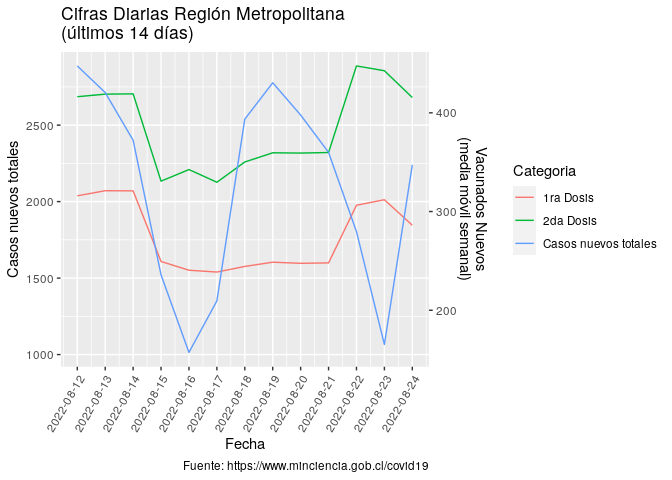 Cifras Diarias Región Metropolitana
(últimos 14 días)
Casos nuevos totales
2500
2000
1500
1000
400
300
200
Vacunados Nuevos
(media móvil semanal)
2022-08-12
2022-08-13
2022-08-14
2022-08-15
2022-08-16
2022-08-17
2022-08-18
2022-08-19
2022-08-20
2022-08-21
2022-08-22
2022-08-23
2022-08-24
Fecha
Categoria
1ra Dosis
2da Dosis
Casos nuevos totales
Fuente: https://www.minciencia.gob.cl/covid19